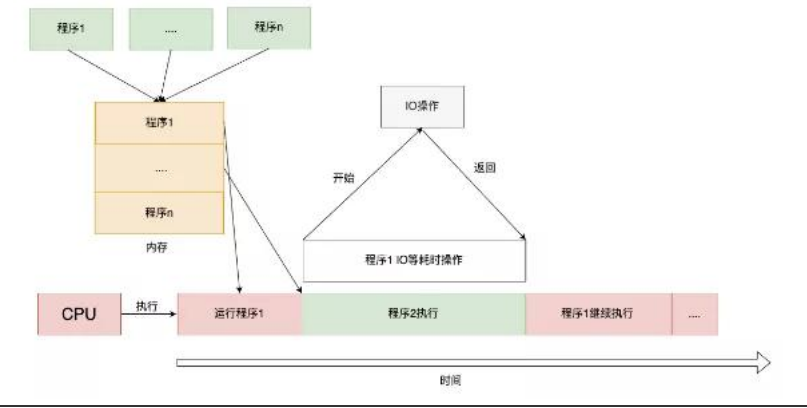 程序1
....
程序n
程序1
....
程序n
内存
IO操作
开始
返回
程序1 IO等耗时操作
CPU
执行
运行程序1
程序2执行
程序1继续执行
....
时间